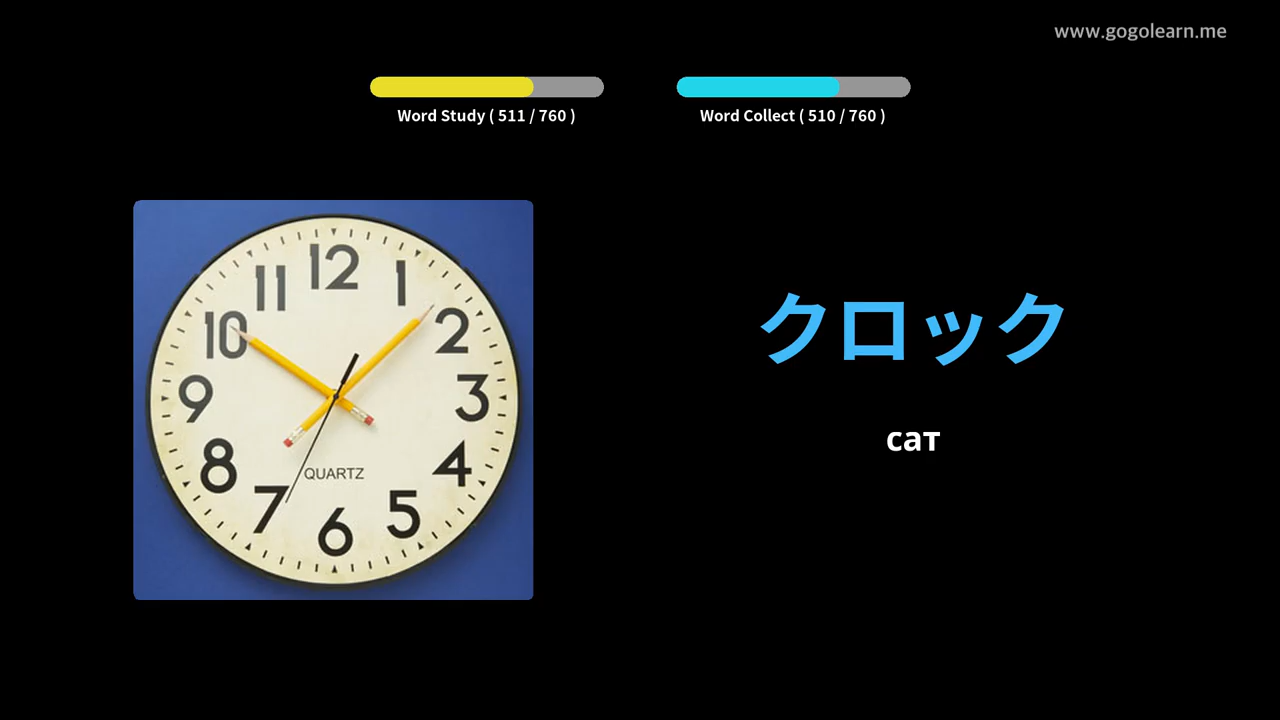 www.gogolearn.me
Word Study ( 511 / 760 )
Word Collect ( 510 / 760 )
12
11
1
10
2
9
3
8
4
QUARTZ
7
5
6
クロック
сат